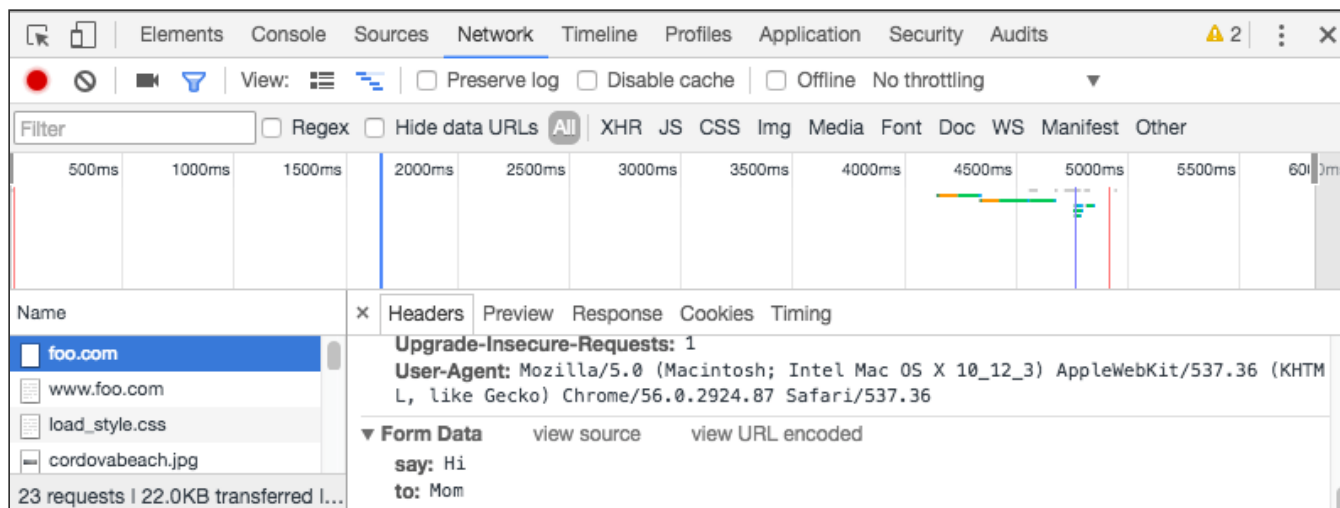 Elements Console Sources Network Timeline Profiles Application Security Audits 2
View: Preserve log Disable cache Offline No throttling
Filter Regex Hide data URLs All XHR JS CSS Img Media Font Doc WS Manifest Other
500ms 1000ms 1500ms 2000ms 2500ms 3000ms 3500ms 4000ms 4500ms 5000ms 5500ms
Name
foo.com
www.foo.com
load_style.css
cordovabeach.jpg
23 requests | 22.0KB transferred |...
× Headers Preview Response Cookies Timing
Upgrade-Insecure-Requests: 1
User-Agent: Mozilla/5.0 (Macintosh; Intel Mac OS X 10_12_3) AppleWebKit/537.36 (KHTM
L, like Gecko) Chrome/56.0.2924.87 Safari/537.36
Form Data view source view URL encoded
say: Hi
to: Mom